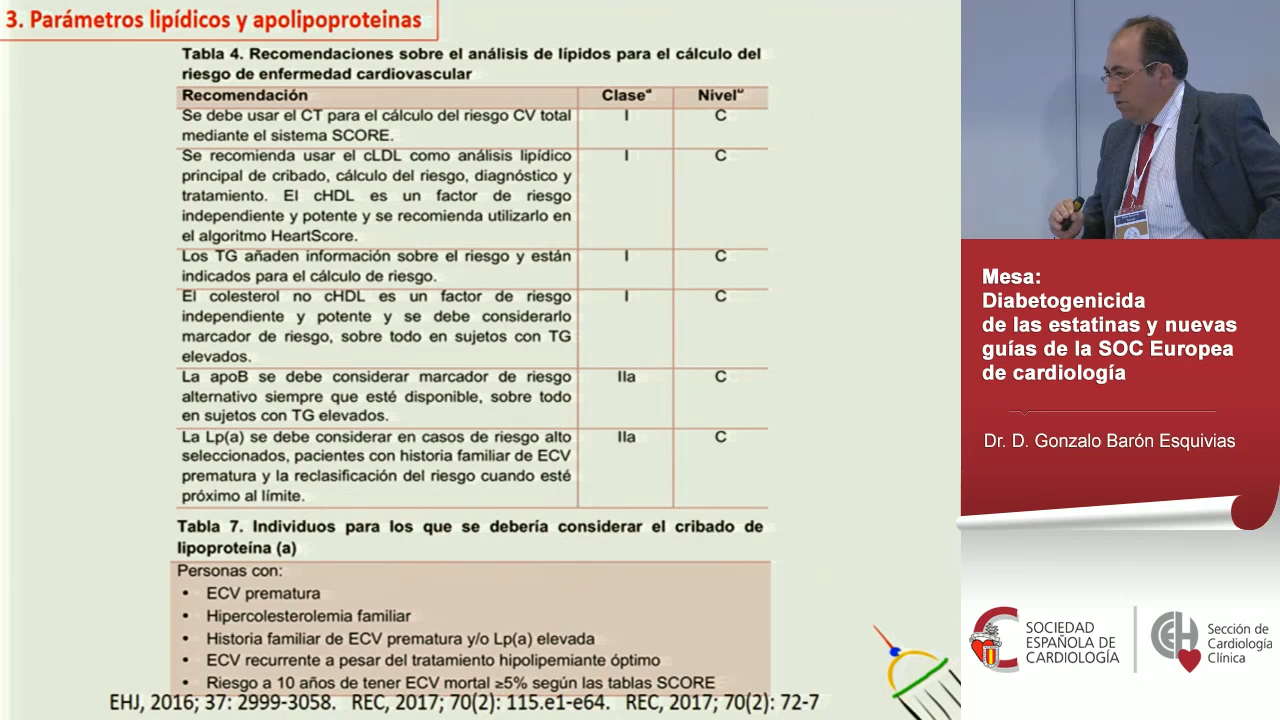 3. Parámetros lipídicos y apolipoproteinas
Tabla 4. Recomendaciones sobre el análisis de lípidos para el cálculo del
riesgo de enfermedad cardiovascular
Recomendación Claseª Nivelᵇ
Se debe usar el CT para el cálculo del riesgo CV total I C
mediante el sistema SCORE.
Se recomienda usar el cLDL como análisis lipídico I C
principal de cribado, cálculo del riesgo, diagnóstico y
tratamiento. El cHDL es un factor de riesgo
independiente y potente y se recomienda utilizarlo en
el algoritmo HeartScore.
Los TG añaden información sobre el riesgo y están I C
indicados para el cálculo de riesgo.
El colesterol no cHDL es un factor de riesgo I C
independiente y potente y se debe considerarlo
marcador de riesgo, sobre todo en sujetos con TG
elevados.
La apoB se debe considerar marcador de riesgo IIa C
alternativo siempre que esté disponible, sobre todo
en sujetos con TG elevados.
La Lp(a) se debe considerar en casos de riesgo alto IIa C
seleccionados, pacientes con historia familiar de ECV
prematura y la reclasificación del riesgo cuando esté
próximo al límite.
Tabla 7. Individuos para los que se debería considerar el cribado de
lipoproteína (a)
Personas con:
• ECV prematura
• Hipercolesterolemia familiar
• Historia familiar de ECV prematura y/o Lp(a) elevada
• ECV recurrente a pesar del tratamiento hipolipemiante óptimo
• Riesgo a 10 años de tener ECV mortal ≥5% según las tablas SCORE
EHJ, 2016; 37: 2999-3058. REC, 2017; 70(2): 115.e1-e64. REC, 2017; 70(2): 72-7
Mesa:
Diabetogenicida
de las estatinas y nuevas
guías de la SOC Europea
de cardiología
Dr. D. Gonzalo Barón Esquivias
SOCIEDAD
ESPAÑOLA DE
CARDIOLOGÍA
Sección de
Cardiología
Clínica